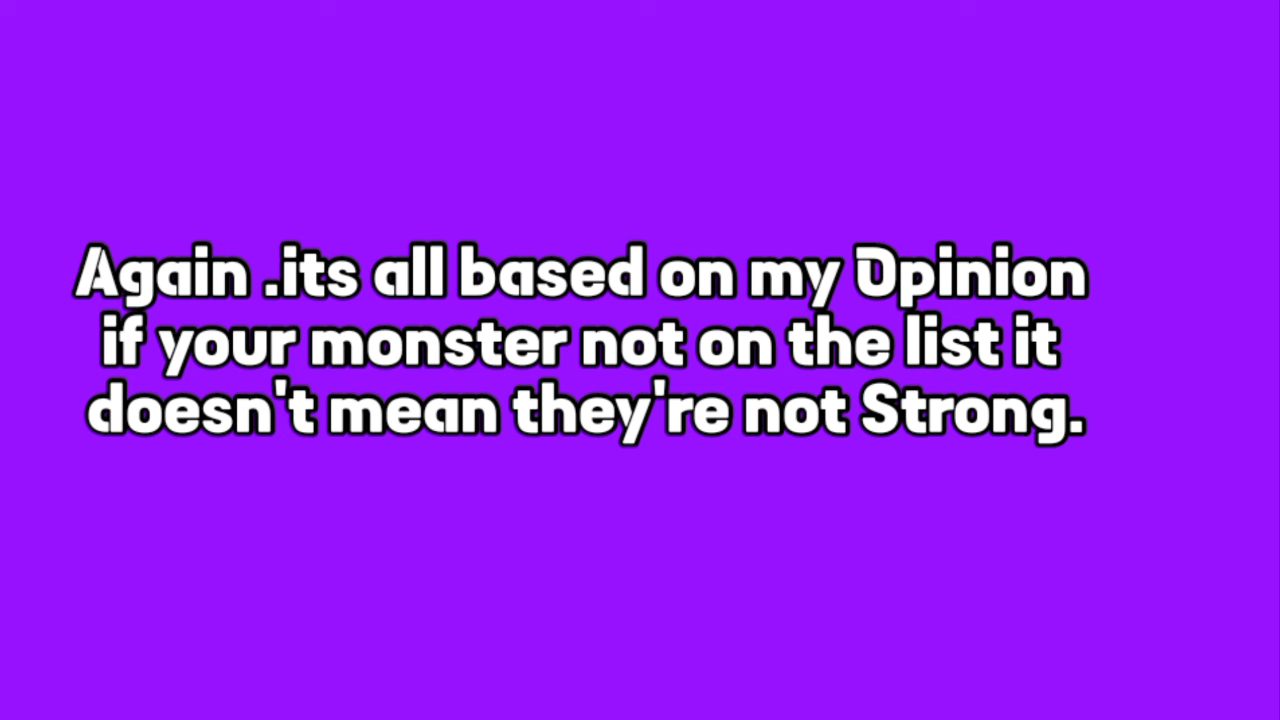 Again .its all based on my Opinion
if your monster not on the list it
doesn't mean they're not Strong.